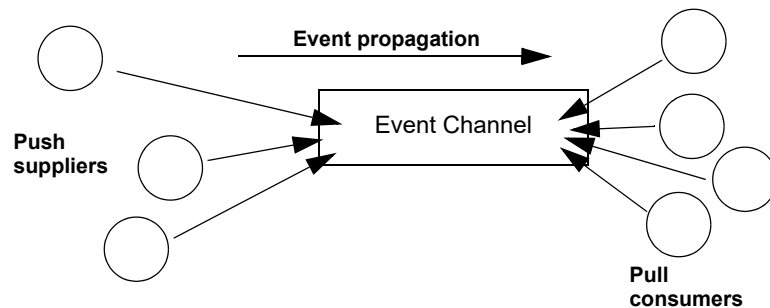 Event propagation
Event Channel
Push
suppliers
Pull
consumers